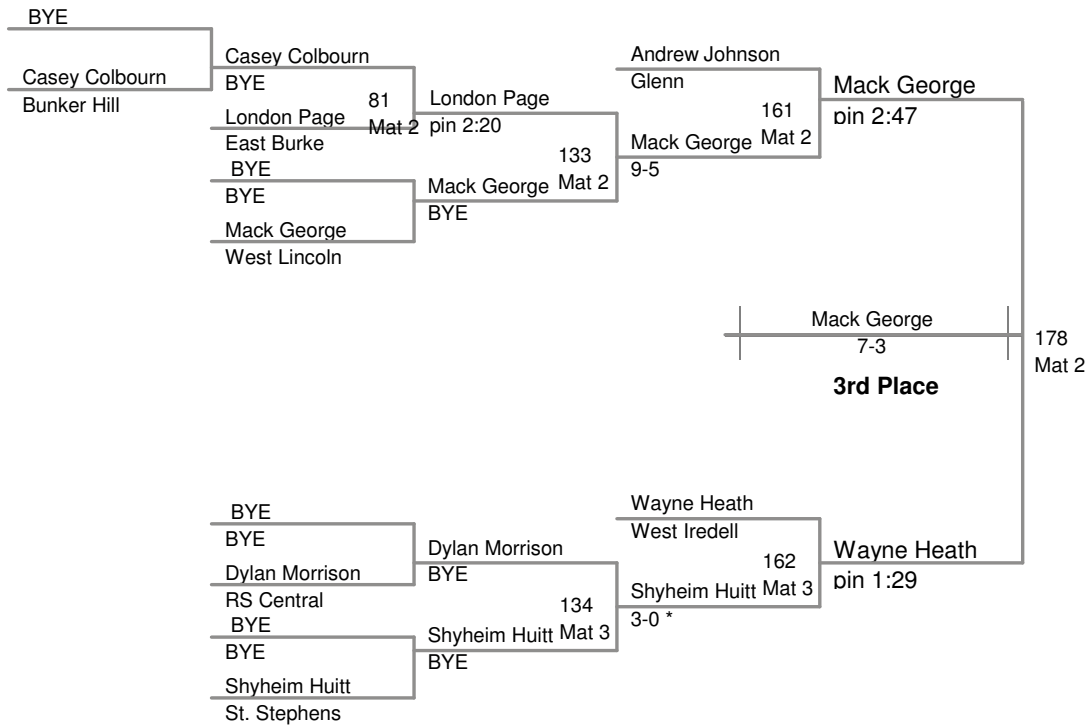 BYE
Casey Colbourn
Bunker Hill
Casey Colbourn
BYE
London Page
East Burke
81
Mat 2
BYE
BYE
Mack George
West Lincoln
London Page
pin 2:20
Mack George
BYE
133
Mat 2
Andrew Johnson
Glenn
Mack George
9-5
161
Mat 2
Mack George
pin 2:47
Mack George
7-3
3rd Place
178
Mat 2
BYE
BYE
Dylan Morrison
RS Central
BYE
BYE
Shyheim Huitt
St. Stephens
Dylan Morrison
BYE
Shyheim Huitt
BYE
134
Mat 3
Wayne Heath
West Iredell
Shyheim Huitt
3-0 *
162
Mat 3
Wayne Heath
pin 1:29